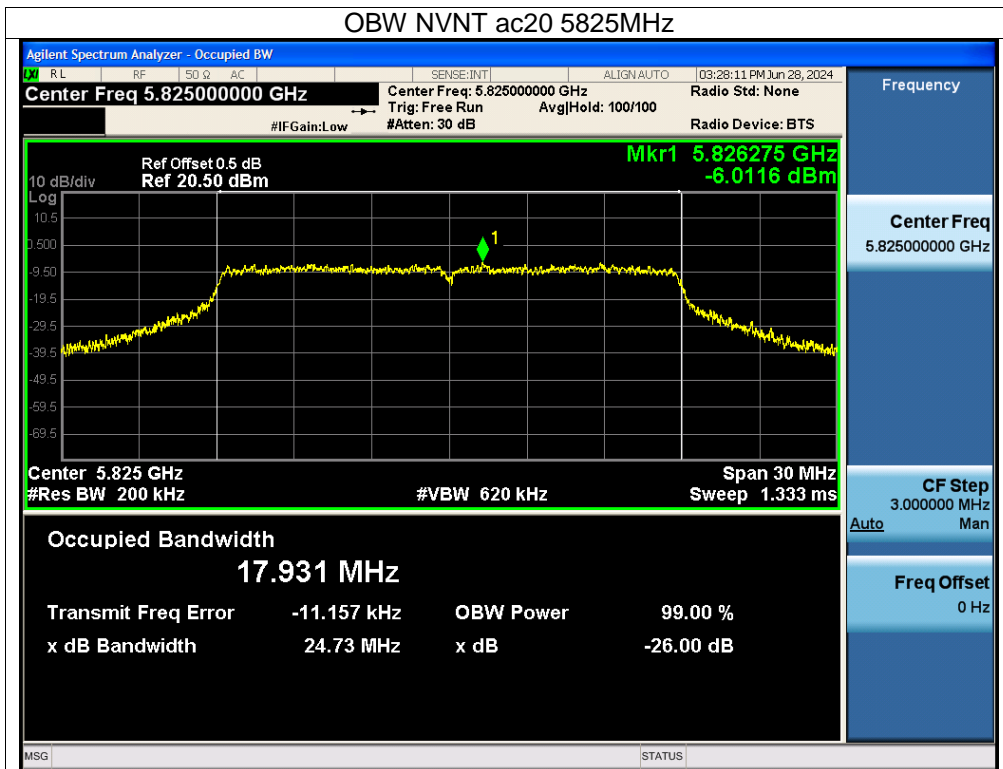 OBW NVNT ac20 5825MHz
Agilent Spectrum Analyzer - Occupied BW
LXI RL RF 50 Ω AC SENSE:INT ALIGN AUTO 03:28:11 PM Jun 28, 2024
Center Freq 5.825000000 GHz
Center Freq: 5.825000000 GHz
Radio Std: None
Trig: Free Run Avg|Hold: 100/100
#IFGain:Low
#Atten: 30 dB
Radio Device: BTS
Ref Offset 0.5 dB
Mkr1 5.826275 GHz
10 dB/div Ref 20.50 dBm
-6.0116 dBm
Log
10.5
0.500
-9.50
-19.5
-29.5
-39.5
-49.5
-59.5
-69.5
1
Center 5.825 GHz
Span 30 MHz
#Res BW 200 kHz
#VBW 620 kHz
Sweep 1.333 ms
Occupied Bandwidth
17.931 MHz
Transmit Freq Error -11.157 kHz OBW Power 99.00 %
x dB Bandwidth 24.73 MHz x dB -26.00 dB
Frequency
Center Freq
5.825000000 GHz
CF Step
3.000000 MHz
Auto Man
Freq Offset
0 Hz
MSG STATUS